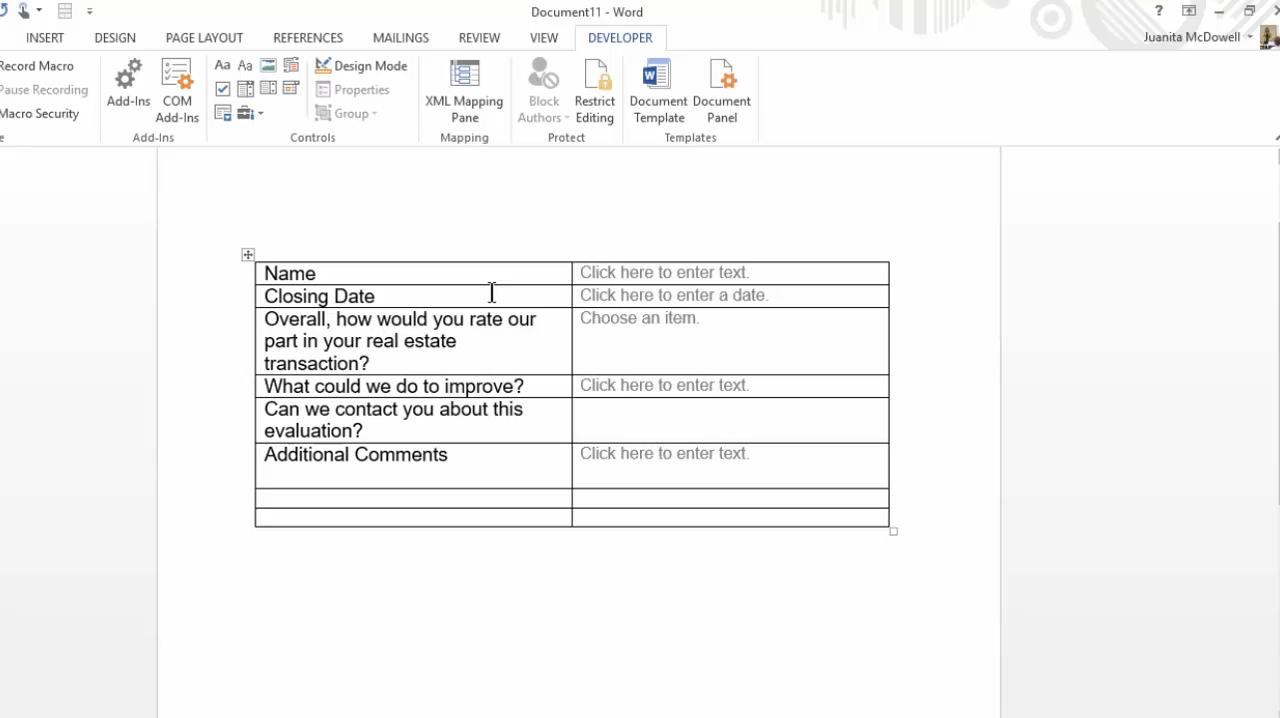 Document11 - Word
?
INSERT DESIGN PAGE LAYOUT REFERENCES MAILINGS REVIEW VIEW DEVELOPER Juanita McDowell
Record Macro
Pause Recording
Macro Security
Add-Ins
COM
Add-Ins
Add-Ins
Aa Aa
Design Mode
Properties
Group
Controls
XML Mapping
Pane
Mapping
Block
Authors
Restrict
Editing
Protect
Document
Template
Document
Panel
Templates
Name Click here to enter text.
Closing Date Click here to enter a date.
Overall, how would you rate our Choose an item.
part in your real estate
transaction?
What could we do to improve? Click here to enter text.
Can we contact you about this
evaluation?
Additional Comments Click here to enter text.